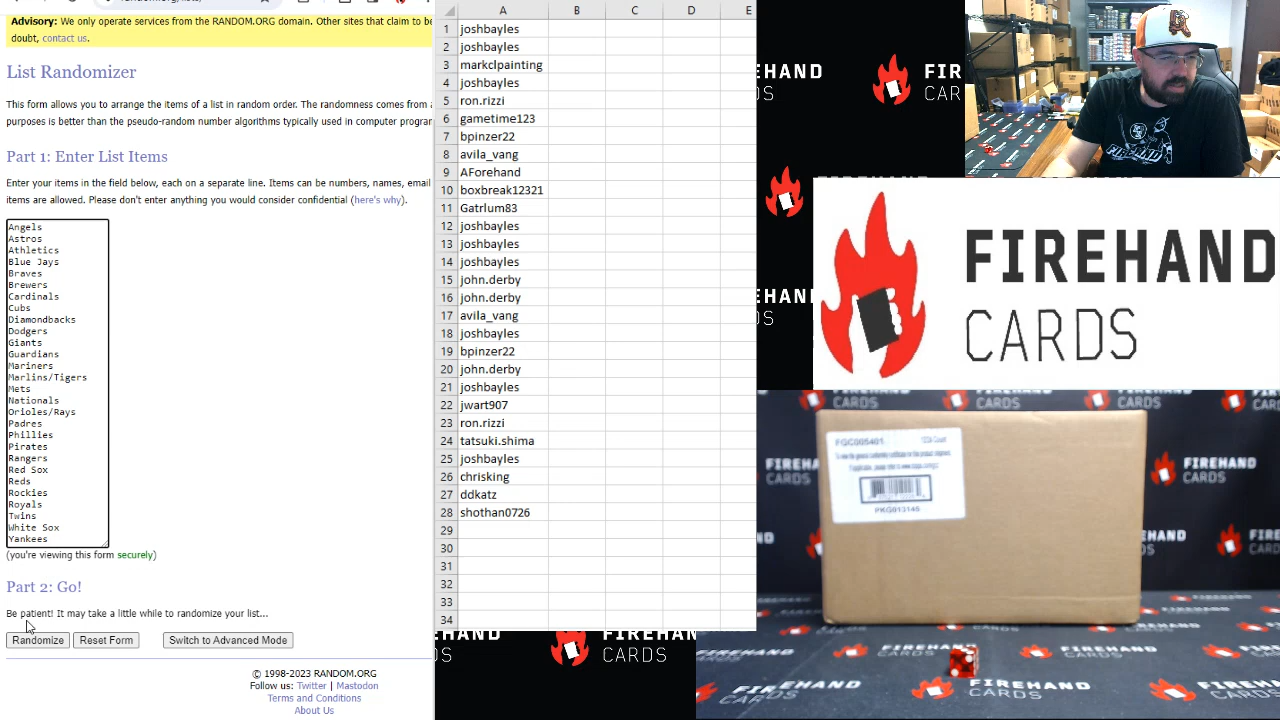 Advisory: We only operate services from the RANDOM.ORG domain. Other sites that claim to be
doubt, contact us.
List Randomizer
This form allows you to arrange the items of a list in random order. The randomness comes from
purposes is better than the pseudo-random number algorithms typically used in computer program
Part 1: Enter List Items
Enter your items in the field below, each on a separate line. Items can be numbers, names, email
items are allowed. Please don't enter anything you would consider confidential (here's why).
Angels
Astros
Athletics
Blue Jays
Braves
Brewers
Cardinals
Cubs
Diamondbacks
Dodgers
Giants
Guardians
Mariners
Marlins/Tigers
Mets
Nationals
Orioles/Rays
Padres
Phillies
Pirates
Rangers
Red Sox
Reds
Rockies
Royals
Twins
White Sox
Yankees
(you're viewing this form securely)
Part 2: Go!
Be patient! It may take a little while to randomize your list...
Randomize Reset Form Switch to Advanced Mode
© 1998-2023 RANDOM.ORG
Follow us: Twitter | Mastodon
Terms and Conditions
About Us
A B C D E
1 joshbayles
2 joshbayles
3 markclpainting
4 joshbayles
5 ron.rizzi
6 gametime123
7 bpinzer22
8 avila_vang
9 AForehand
10 boxbreak12321
11 Gatrlum83
12 joshbayles
13 joshbayles
14 joshbayles
15 john.derby
16 john.derby
17 avila_vang
18 joshbayles
19 bpinzer22
20 john.derby
21 joshbayles
22 jwart907
23 ron.rizzi
24 tatsuki.shima
25 joshbayles
26 chrisking
27 ddkatz
28 shothan0726
29
30
31
32
33
34
FIREHAND
CARDS
FGC005401
PKG013145